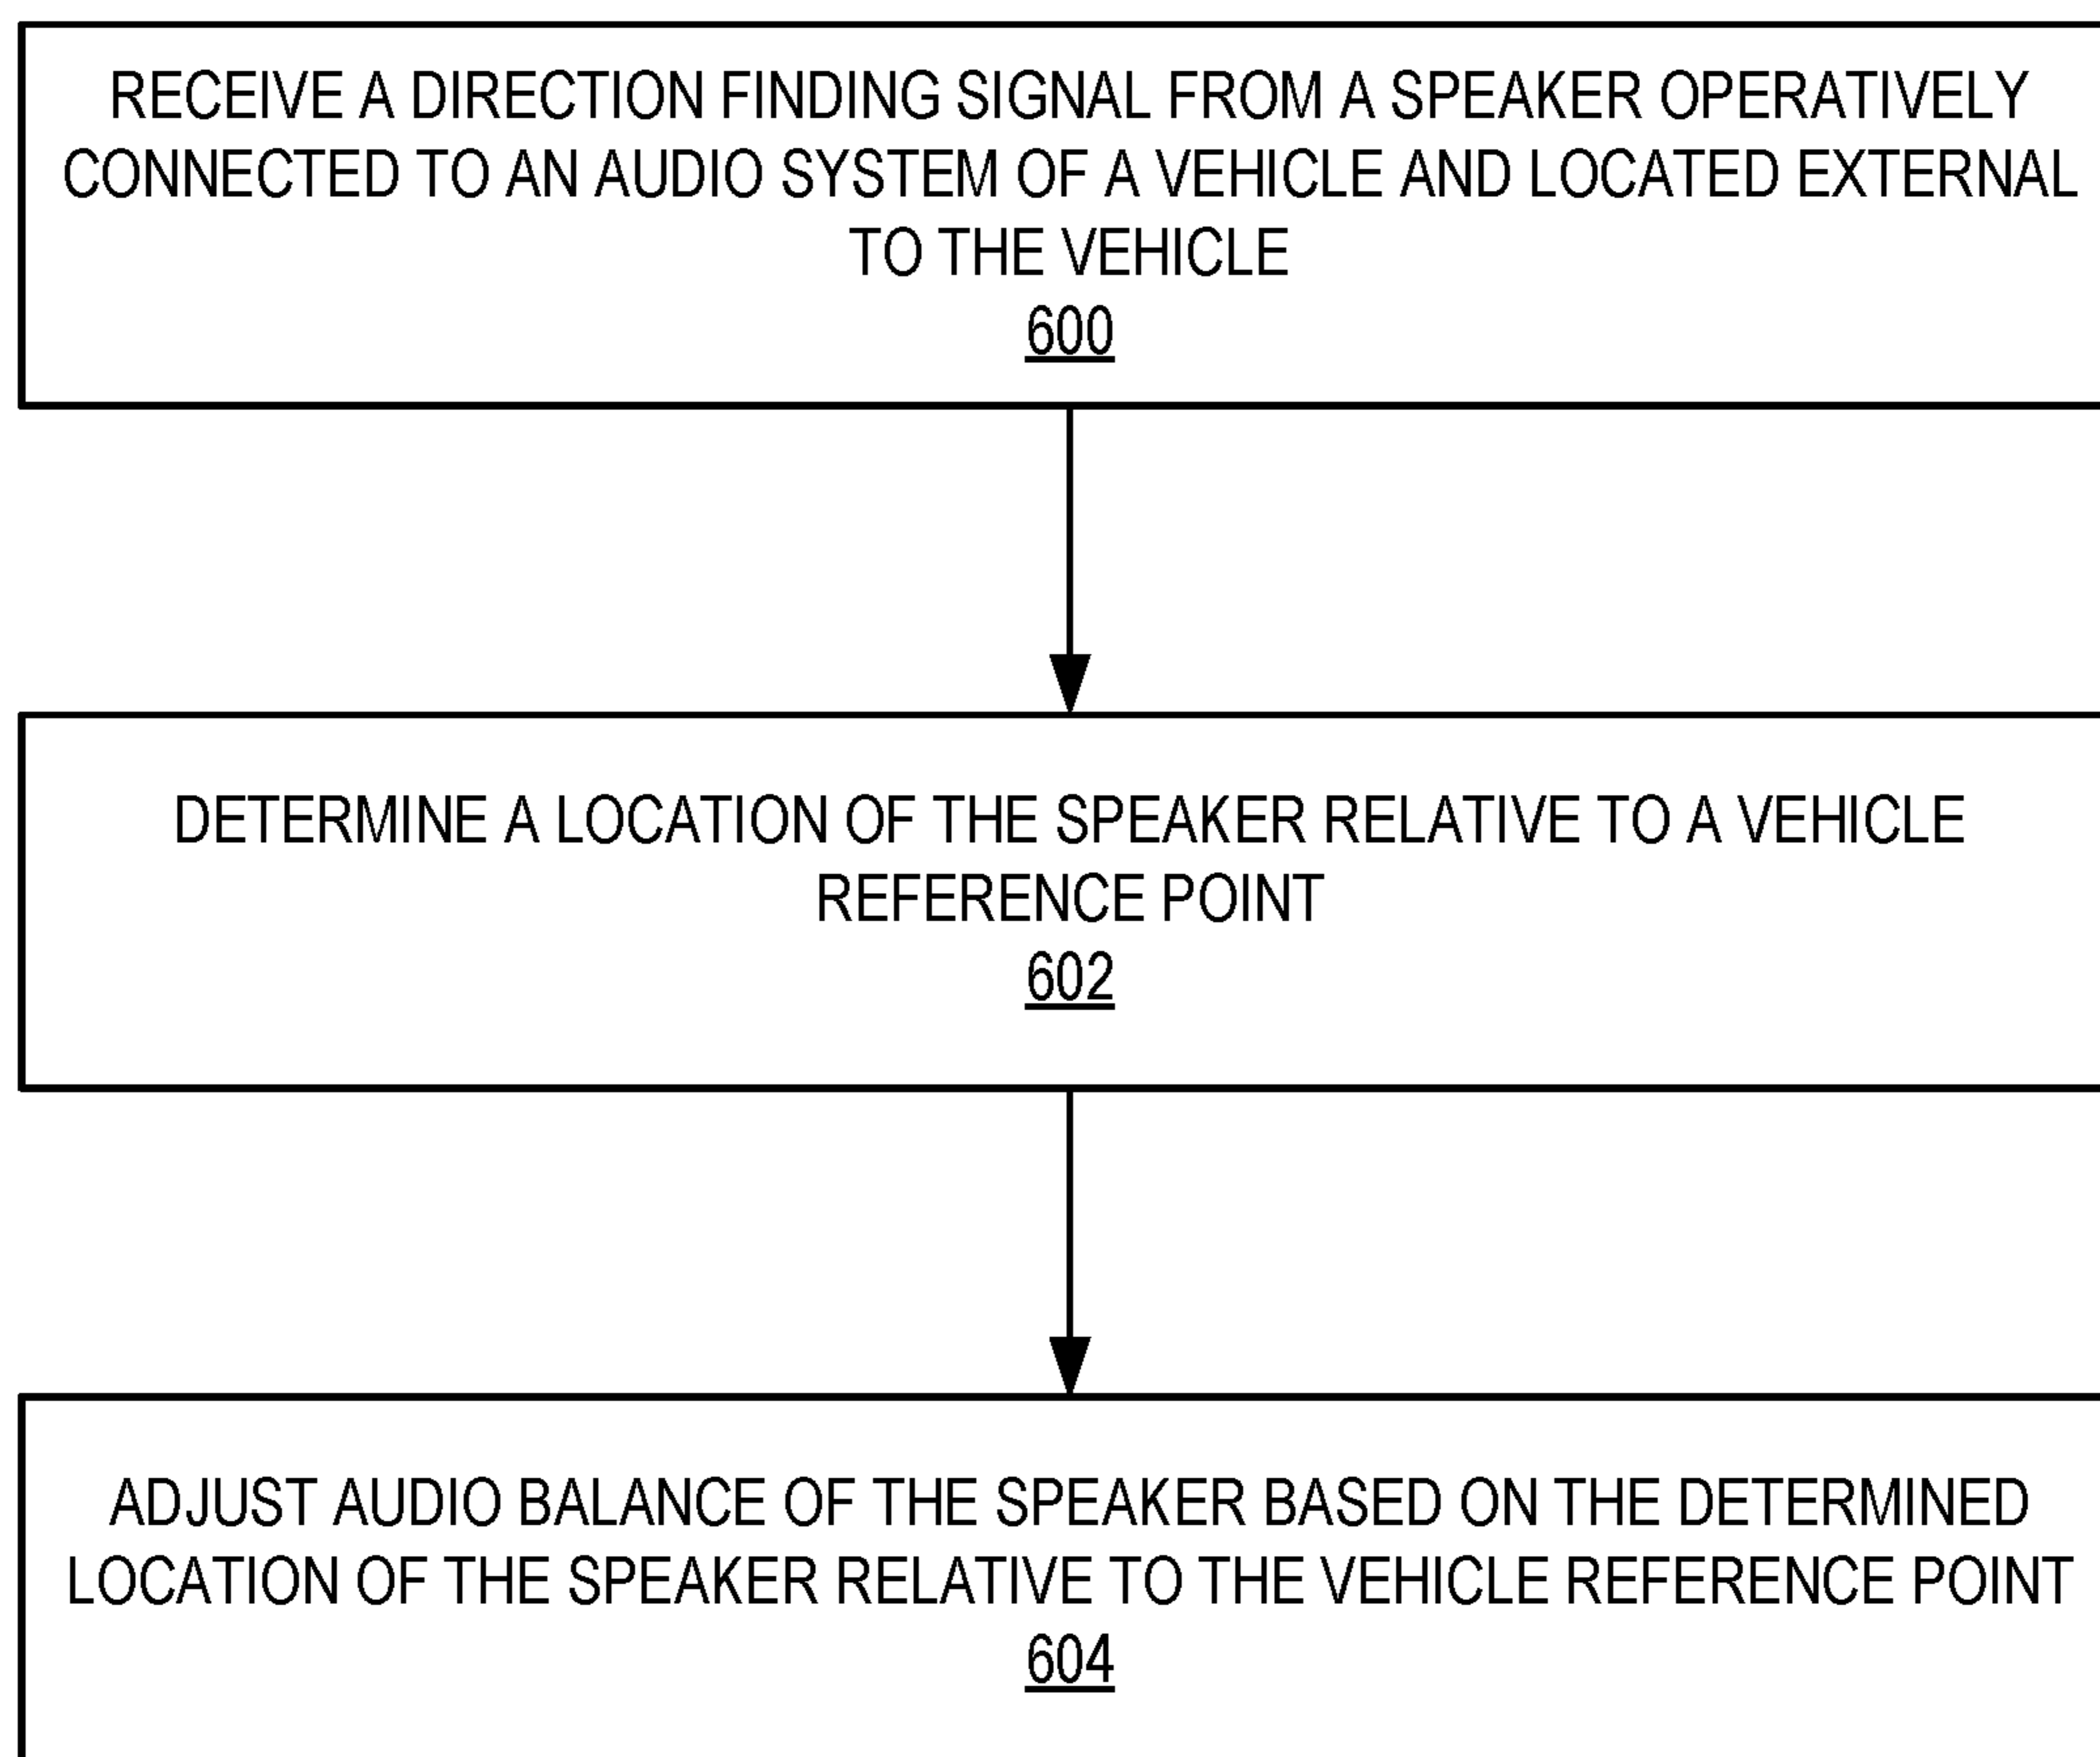 RECEIVE A DIRECTION FINDING SIGNAL FROM A SPEAKER OPERATIVELY
CONNECTED TO AN AUDIO SYSTEM OF A VEHICLE AND LOCATED EXTERNAL
TO THE VEHICLE
600
DETERMINE A LOCATION OF THE SPEAKER RELATIVE TO A VEHICLE
REFERENCE POINT
602
ADJUST AUDIO BALANCE OF THE SPEAKER BASED ON THE DETERMINED
LOCATION OF THE SPEAKER RELATIVE TO THE VEHICLE REFERENCE POINT
604